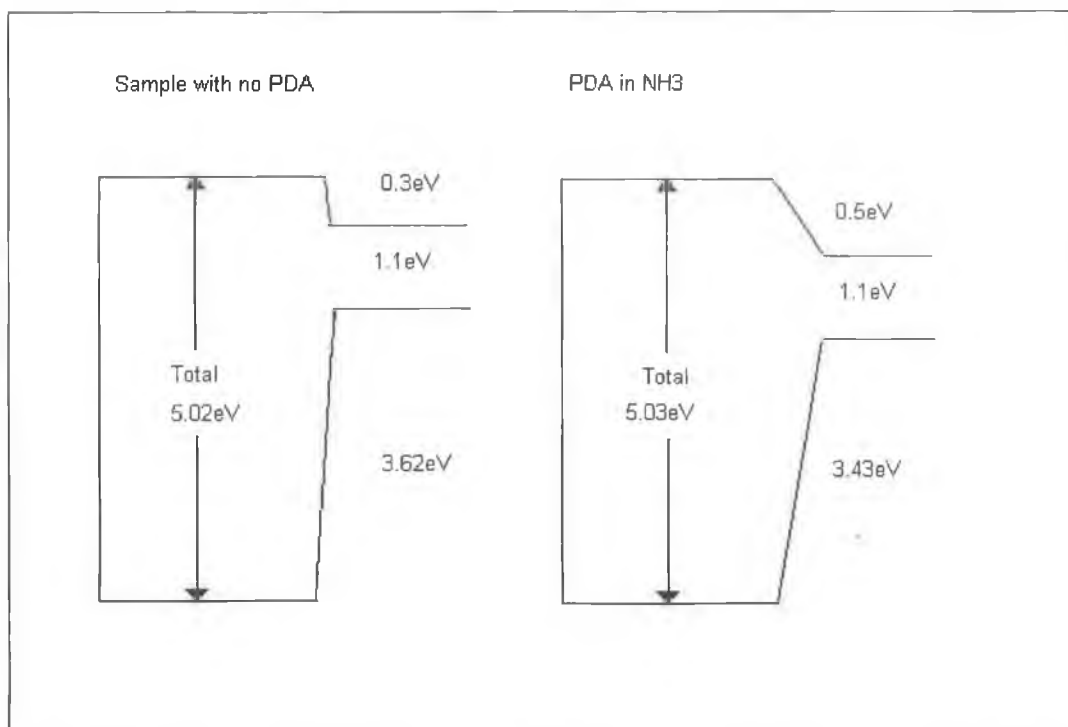 Sample with no PDA
0.3eV
1.1eV
Total
5.02eV
3.62eV
PDA in NH3
0.5eV
1.1eV
Total
5.03eV
3.43eV